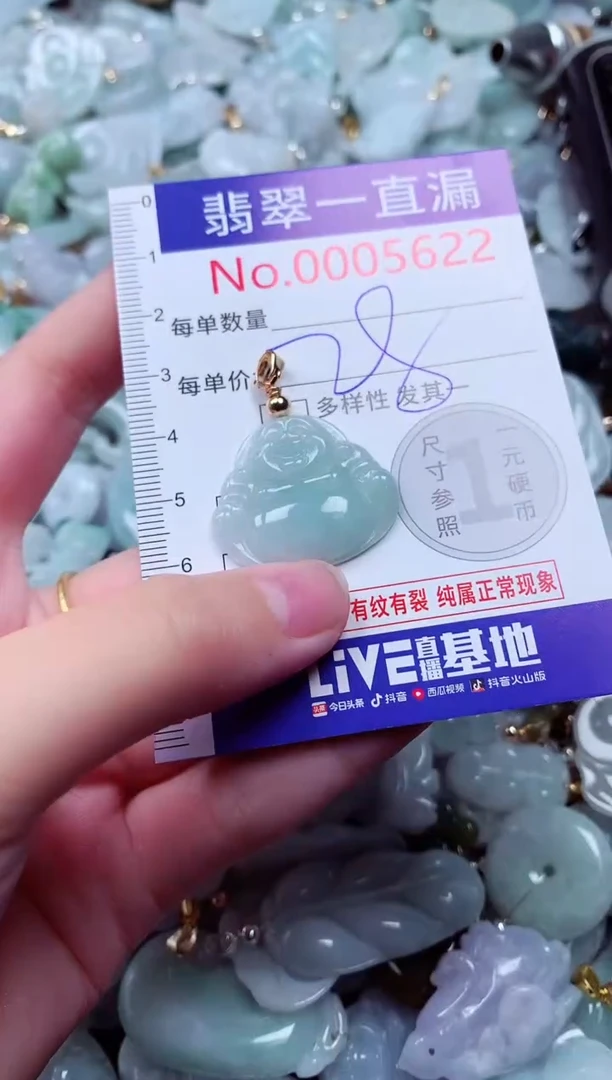 翡翠一直漏
0
No.0005622
1
2
每单数量
3
每单价
多样性 发其一
4
尺寸参照
1
一元硬币
5
6
有纹有裂 纯属正常现象
LIVE直播基地
头条 今日头条 抖音 西瓜视频 抖音火山版